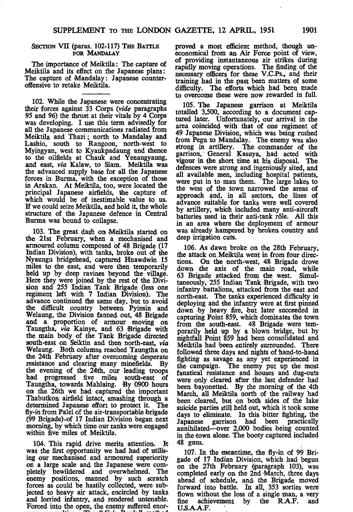 SUPPLEMENT TO THE LONDON GAZETTE, 12 APRIL, 1951 1901
SECTION VII (paras. 102-117) THE BATTLE
FOR MANDALAY
The importance of Meiktila: The capture of
Meiktila and its effect on the Japanese plans:
The capture of Mandalay: Japanese counter-
offensive to retake Meiktila.
102. While the Japanese were concentrating
their forces against 33 Corps (vide paragraphs
95 and 96) the thrust at their vitals by 4 Corps
was developing. I use this term advisedly for
all the Japanese communications radiated from
Meiktila and Thazi; north to Mandalay and
Lashio, south to Rangoon, north-west to
Myingyan, west to Kyaukpadaung and thence
to the oilfields at Chauk and Yenangyaung,
and east, via Kalaw, to Siam. Meiktila was
the advanced supply base for all the Japanese
forces in Burma, with the exception of those
in Arakan. At Meiktila, too, were located the
principal Japanese airfields, the capture of
which would be of inestimable value to us.
If we could seize Meiktila, and hold it, the whole
structure of the Japanese defence in Central
Burma was bound to collapse.
103. The great dash on Meiktila started on
the 21st February, when a mechanised and
armoured column composed of 48 Brigade (17
Indian Division), with tanks, broke out of the
Nyaungu bridgehead, captured Hnawdwin 15
miles to the east, and were then temporarily
held up by deep ravines beyond the village.
Here they were joined by the rest of the Divi-
sion and 255 Indian Tank Brigade (less one
regiment left with 7 Indian Division). The
advance continued the same day, but to avoid
the difficult country between Pyinzin and
Welaung, the Division fanned out, 48 Brigade
and a proportion of armour moving on
Taungtha, via Kainye, and 63 Brigade with
the main body of the Tank Brigade directed
south-east on Seiktin and then north-east, via
Welaung. Both columns reached Taungtha on
the 24th February after overcoming desperate
resistance and clearing many minefields. By
the evening of the 24th, our leading troops
had progressed five miles south-east of
Taungtha, towards Mahlaing. By 0900 hours
on the 26th we had captured the important
Thabutkon airfield intact, smashing through a
determined Japanese effort to protect it. The
fly-in from Palel of the air-transportable brigade
(99 Brigade)-of 17 Indian Division began next
morning, by which time our tanks were engaged
within five miles of Meiktila.
104. This rapid drive merits attention. It
was the first opportunity we had had of utilis-
ing our mechanised and armoured superiority
on a large scale and the Japanese were com-
pletely bewildered and overwhelmed. The
enemy positions, manned by such scratch
forces as could be hastily collected, were sub-
jected to heavy air attack, encircled by tanks
and lorried infantry, and rendered untenable.
Forced into the open, the enemy suffered enor-
proved a most efficient method, though un-
economical from an Air Force point of view,
of providing instantaneous air strikes during
rapidly moving operations. The finding of the
necessary officers for these V.C.Ps., and their
training had in the past been matters of some
difficulty. The efforts which had been made
to overcome these were now rewarded in full.
105. The Japanese garrison at Meiktila
totalled 3,500, according to a document cap-
tured later. Unfortunately, our arrival in the
area coincided with that of one regiment of
49 Japanese Division, which was being rushed
from Pegu to Mandalay. The enemy was also
strong in artillery. The commander of the
garrison, General Kasuya, had acted with
vigour in the short time at his disposal. The
defences were strong and ingeniously sited, and
all available men, including hospital patients,
were put in to man them. The large lakes, to
the west of the town narrowed the areas of
approach and, in all sectors, the lines of
advance suitable for tanks were well covered
by artillery, which included many anti-aircraft
batteries used in their anti-tank rôle. All this
in an area where the deployment of armour
was already hampered by broken country and
deep irrigation cuts.
106. As dawn broke on the 28th February,
the attack on Meiktila went in from four direc-
tions. On the north-west, 48 Brigade drove
down the axis of the main road, while
63 Brigade attacked from the west. Simul-
taneously, 255 Indian Tank Brigade, with two
infantry battalions, attacked from the east and
north-east. The tanks experienced difficulty in
deploying and the infantry were at first pinned
down by heavy fire, but later succeeded in
capturing Point 859, which dominates the town
from the south-east. 48 Brigade were tem-
porarily held up by a blown bridge, but by
nightfall Point 859 had been consolidated and
Meiktila had been entirely surrounded. There
followed three days and nights of hand-to-hand
fighting as savage as any yet experienced in
the campaign. The enemy put up the most
fanatical resistance and houses and dug-outs
were only cleared after the last defender had
been bayonetted. By the morning of the 4th
March, all Meiktila north of the railway had
been cleared, but on both sides of the lake
suicide parties still held out, which it took some
days to eliminate. In this bitter fighting, the
Japanese garrison had been practically
annihilated—over 2,000 bodies being counted
in the town alone. The booty captured included
48 guns.
107. In the meantime, the fly-in of 99 Bri-
gade of 17 Indian Division, which had begun
on the 27th February (paragraph 103), was
completed early on the 2nd March, three days
ahead of schedule, and the Brigade moved
forward into battle. In all, 353 sorties were
flown without the loss of a single man, a very
fine achievement by the R.A.F. and
U.S.A.A.F.